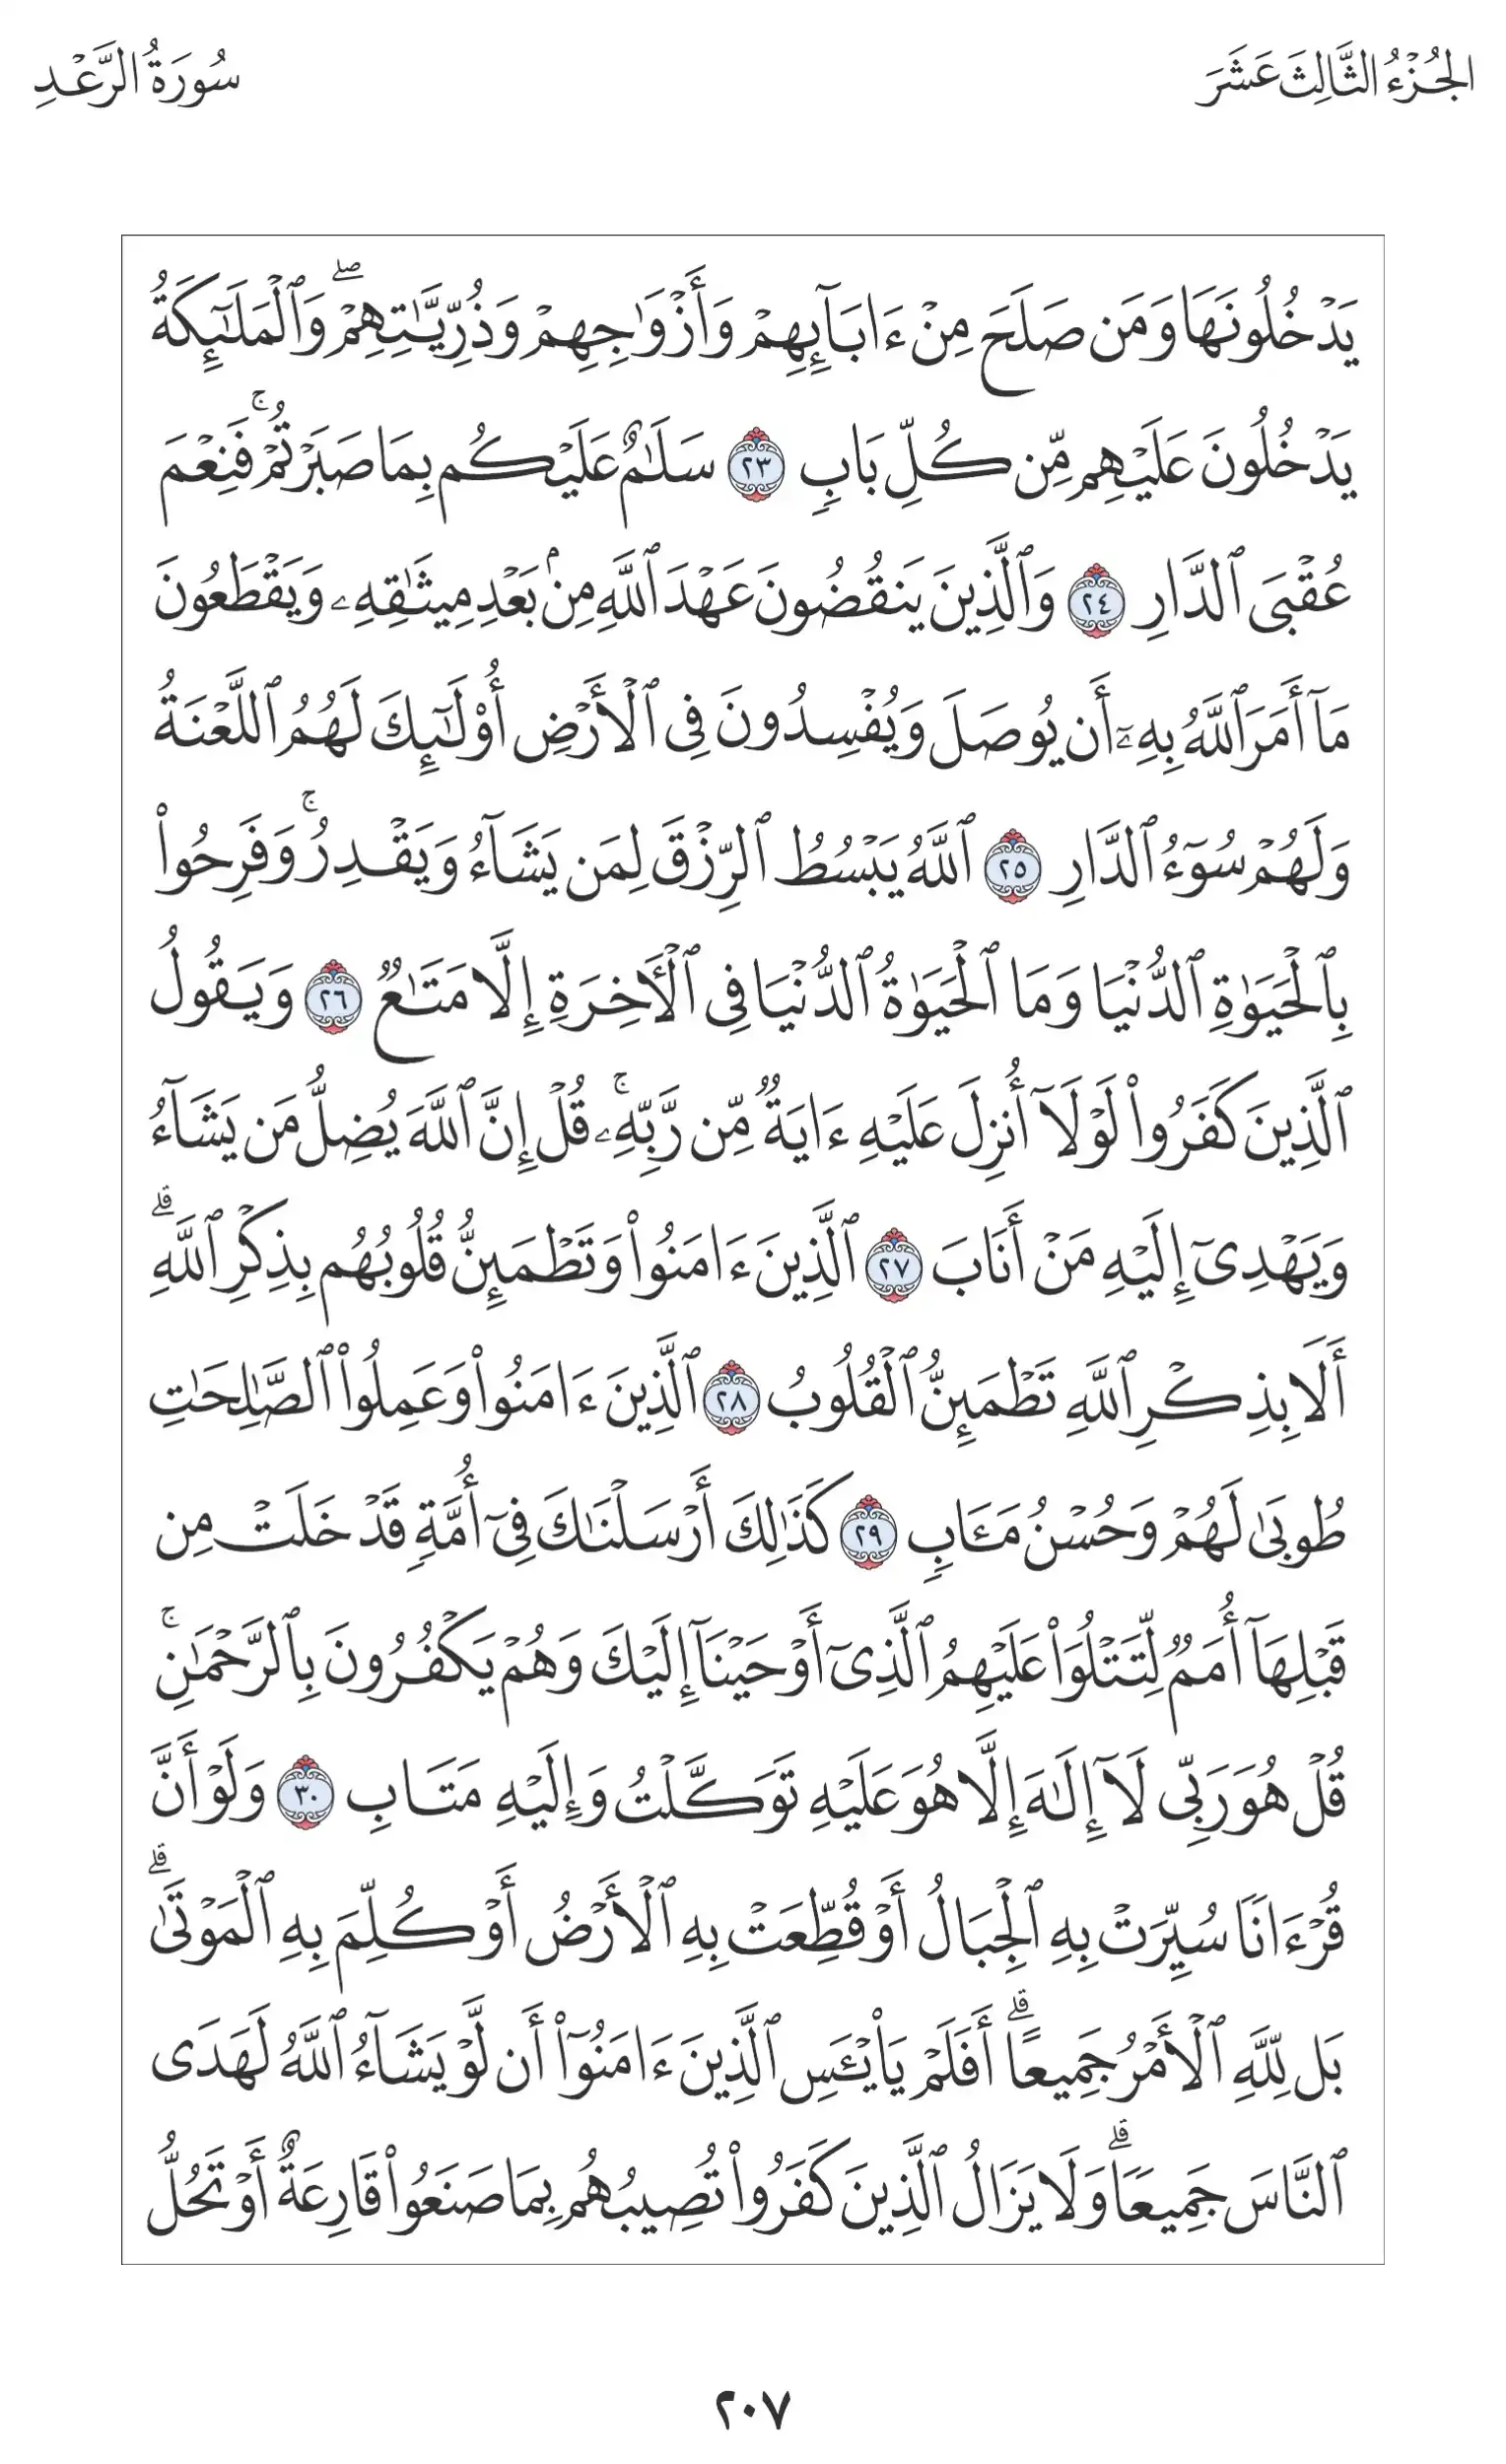 الجُزْءُ الثَّالِثَ عَشَرَ
سُورَةُ الرَّعْدِ
يَدْخُلُونَهَا وَمَن صَلَحَ مِنْ ءَابَآئِهِمْ وَأَزْوَٰجِهِمْ وَذُرِّيَّـٰتِهِمْ ۖ وَٱلْمَلَـٰٓئِكَةُ
يَدْخُلُونَ عَلَيْهِم مِّن كُلِّ بَابٍ ٢٣ سَلَـٰمٌ عَلَيْكُم بِمَا صَبَرْتُمْ ۚ فَنِعْمَ
عُقْبَى ٱلدَّارِ ٢٤ وَٱلَّذِينَ يَنقُضُونَ عَهْدَ ٱللَّهِ مِنۢ بَعْدِ مِيثَـٰقِهِۦ وَيَقْطَعُونَ
مَآ أَمَرَ ٱللَّهُ بِهِۦٓ أَن يُوصَلَ وَيُفْسِدُونَ فِى ٱلْأَرْضِ أُو۟لَـٰٓئِكَ لَهُمُ ٱللَّعْنَةُ
وَلَهُمْ سُوٓءُ ٱلدَّارِ ٢٥ ٱللَّهُ يَبْسُطُ ٱلرِّزْقَ لِمَن يَشَآءُ وَيَقْدِرُ ۚ وَفَرِحُوا۟
بِٱلْحَيَوٰةِ ٱلدُّنْيَا وَمَا ٱلْحَيَوٰةُ ٱلدُّنْيَا فِى ٱلْـَٔاخِرَةِ إِلَّا مَتَـٰعٌ ٢٦ وَيَقُولُ
ٱلَّذِينَ كَفَرُوا۟ لَوْلَآ أُنزِلَ عَلَيْهِ ءَايَةٌ مِّن رَّبِّهِۦ ۚ قُلْ إِنَّ ٱللَّهَ يُضِلُّ مَن يَشَآءُ
وَيَهْدِىٓ إِلَيْهِ مَنْ أَنَابَ ٢٧ ٱلَّذِينَ ءَامَنُوا۟ وَتَطْمَئِنُّ قُلُوبُهُم بِذِكْرِ ٱللَّهِ ۗ
أَلَا بِذِكْرِ ٱللَّهِ تَطْمَئِنُّ ٱلْقُلُوبُ ٢٨ ٱلَّذِينَ ءَامَنُوا۟ وَعَمِلُوا۟ ٱلصَّـٰلِحَـٰتِ
طُوبَىٰ لَهُمْ وَحُسْنُ مَـَٔابٍ ٢٩ كَذَٰلِكَ أَرْسَلْنَـٰكَ فِىٓ أُمَّةٍ قَدْ خَلَتْ مِن
قَبْلِهَآ أُمَمٌ لِّتَتْلُوَا۟ عَلَيْهِمُ ٱلَّذِىٓ أَوْحَيْنَآ إِلَيْكَ وَهُمْ يَكْفُرُونَ بِٱلرَّحْمَـٰنِ ۚ
قُلْ هُوَ رَبِّى لَآ إِلَـٰهَ إِلَّا هُوَ عَلَيْهِ تَوَكَّلْتُ وَإِلَيْهِ مَتَابِ ٣٠ وَلَوْ أَنَّ
قُرْءَانًا سُيِّرَتْ بِهِ ٱلْجِبَالُ أَوْ قُطِّعَتْ بِهِ ٱلْأَرْضُ أَوْ كُلِّمَ بِهِ ٱلْمَوْتَىٰ ۗ
بَل لِّلَّهِ ٱلْأَمْرُ جَمِيعًا ۗ أَفَلَمْ يَا۟يْـَٔسِ ٱلَّذِينَ ءَامَنُوٓا۟ أَن لَّوْ يَشَآءُ ٱللَّهُ لَهَدَى
ٱلنَّاسَ جَمِيعًا ۗ وَلَا يَزَالُ ٱلَّذِينَ كَفَرُوا۟ تُصِيبُهُم بِمَا صَنَعُوا۟ قَارِعَةٌ أَوْ تَحُلُّ
٢٠٧